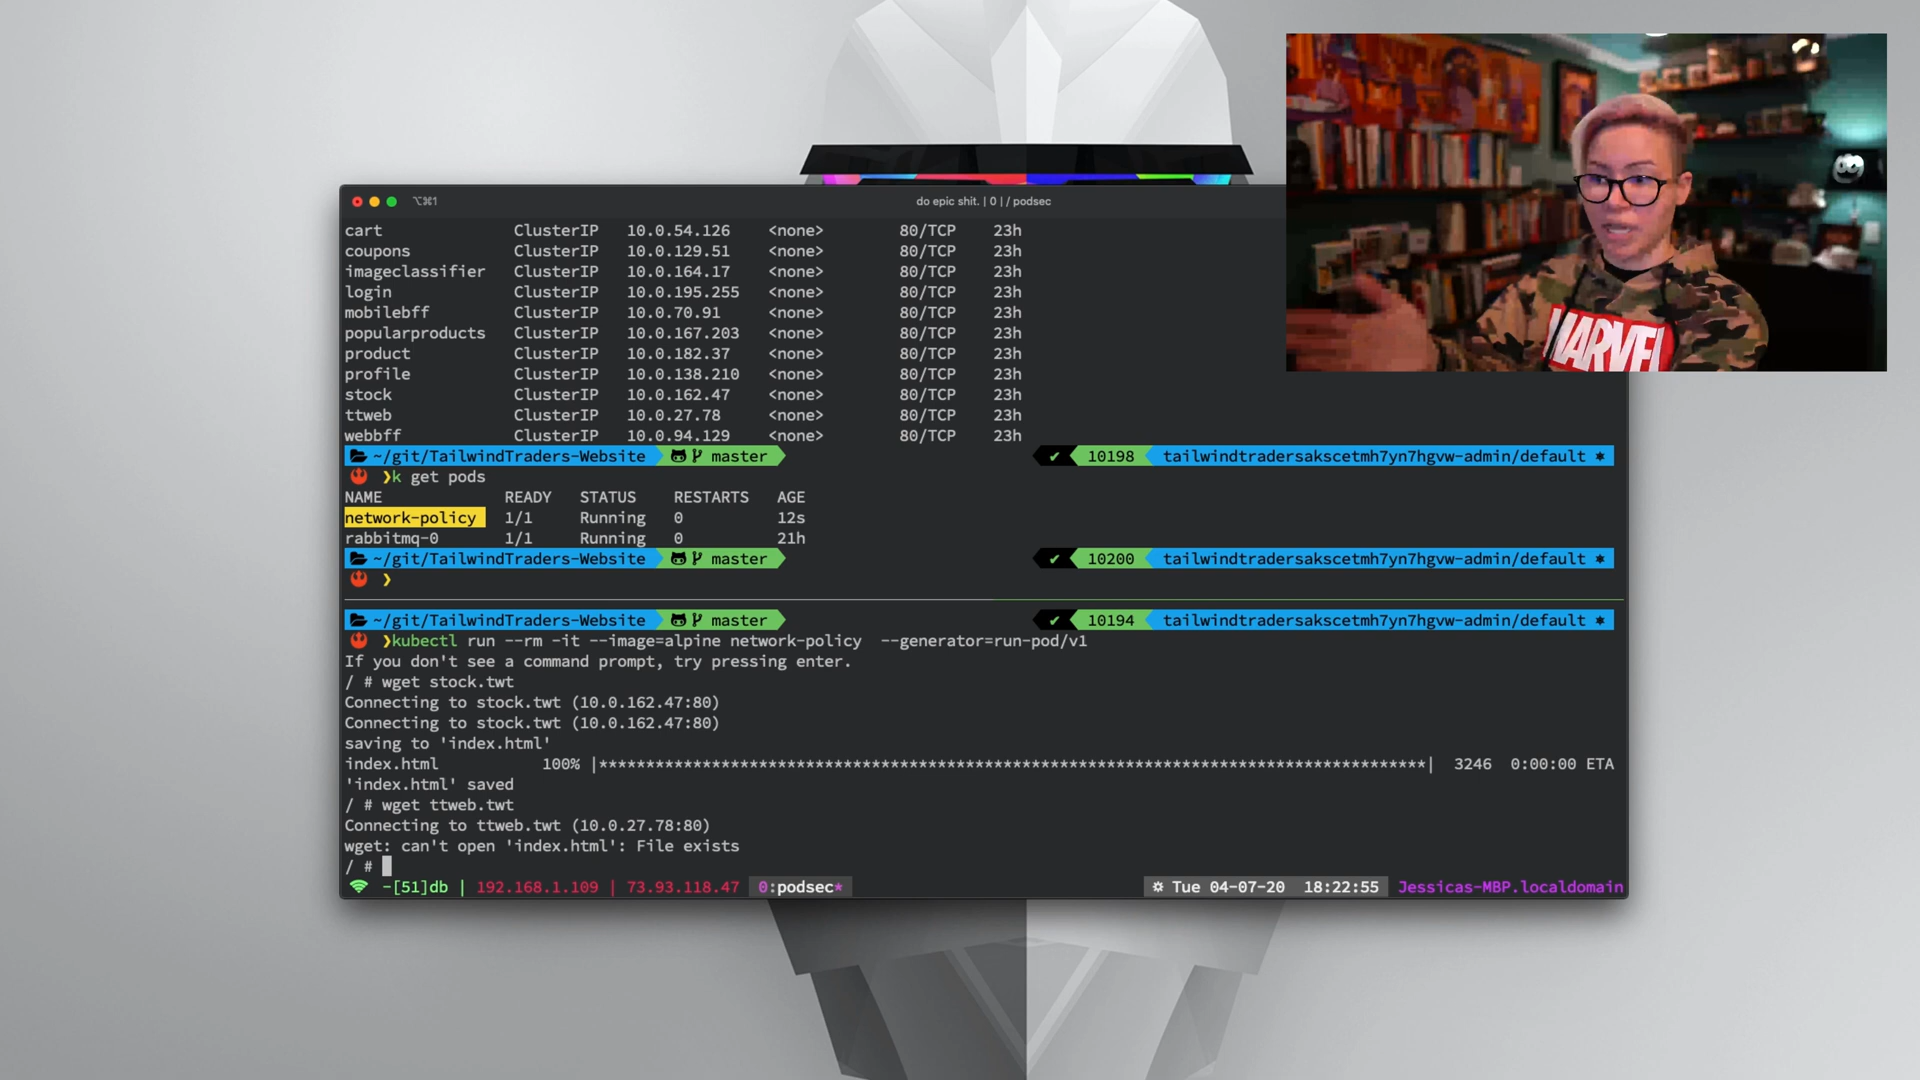 ⌥⌘1
do epic shit. | 0 | / podsec
cart ClusterIP 10.0.54.126 <none> 80/TCP 23h
coupons ClusterIP 10.0.129.51 <none> 80/TCP 23h
imageclassifier ClusterIP 10.0.164.17 <none> 80/TCP 23h
login ClusterIP 10.0.195.255 <none> 80/TCP 23h
mobilebff ClusterIP 10.0.70.91 <none> 80/TCP 23h
popularproducts ClusterIP 10.0.167.203 <none> 80/TCP 23h
product ClusterIP 10.0.182.37 <none> 80/TCP 23h
profile ClusterIP 10.0.138.210 <none> 80/TCP 23h
stock ClusterIP 10.0.162.47 <none> 80/TCP 23h
ttweb ClusterIP 10.0.27.78 <none> 80/TCP 23h
webbff ClusterIP 10.0.94.129 <none> 80/TCP 23h
~/git/TailwindTraders-Website master ✔ 10198 tailwindtradersakscetmh7yn7hgvw-admin/default
❯k get pods
NAME READY STATUS RESTARTS AGE
network-policy 1/1 Running 0 12s
rabbitmq-0 1/1 Running 0 21h
~/git/TailwindTraders-Website master ✔ 10200 tailwindtradersakscetmh7yn7hgvw-admin/default
❯
~/git/TailwindTraders-Website master ✔ 10194 tailwindtradersakscetmh7yn7hgvw-admin/default
❯kubectl run --rm -it --image=alpine network-policy --generator=run-pod/v1
If you don't see a command prompt, try pressing enter.
/ # wget stock.twt
Connecting to stock.twt (10.0.162.47:80)
Connecting to stock.twt (10.0.162.47:80)
saving to 'index.html'
index.html 100% |****************************************************************************************| 3246 0:00:00 ETA
'index.html' saved
/ # wget ttweb.twt
Connecting to ttweb.twt (10.0.27.78:80)
wget: can't open 'index.html': File exists
/ #
-[51]db | 192.168.1.109 | 73.93.118.47 0:podsec* Tue 04-07-20 18:22:55 Jessicas-MBP.localdomain
MARVEL